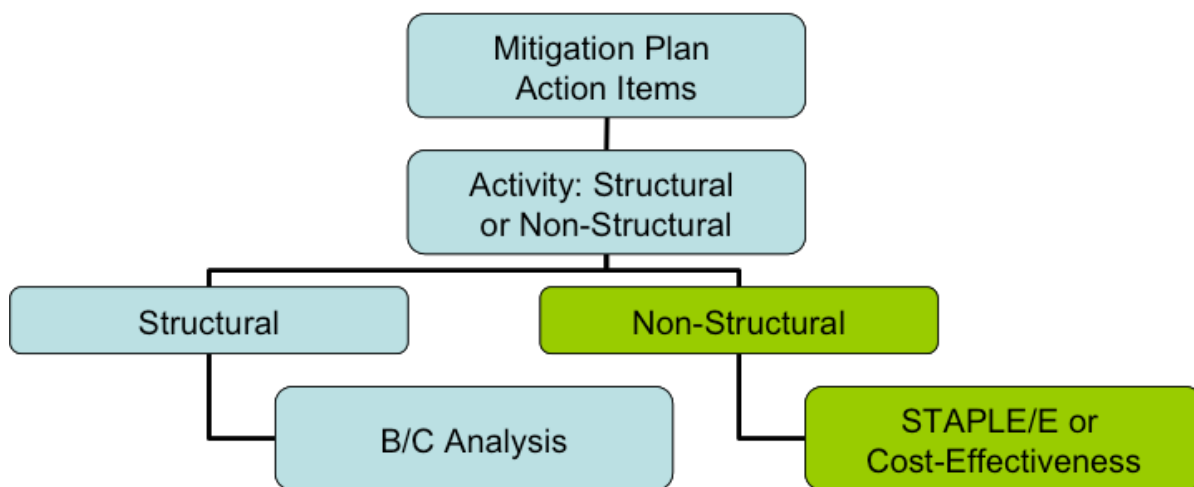 Mitigation Plan
Action Items
Activity: Structural
or Non-Structural
Structural
Non-Structural
B/C Analysis
STAPLE/E or
Cost-Effectiveness